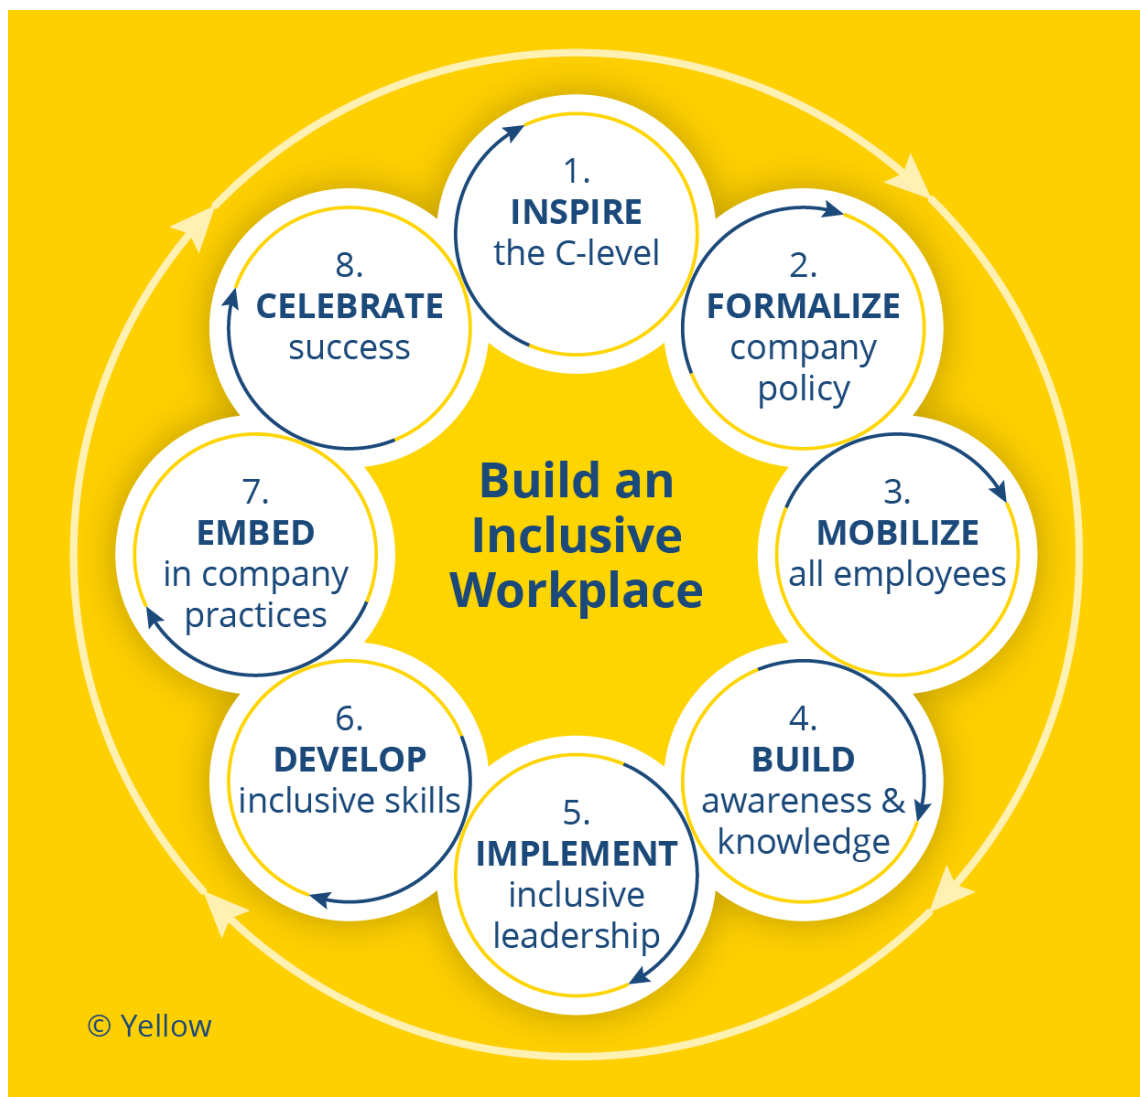 1.
INSPIRE
the C-level
2.
FORMALIZE
company
policy
3.
MOBILIZE
all employees
4.
BUILD
awareness &
knowledge
5.
IMPLEMENT
inclusive
leadership
6.
DEVELOP
inclusive skills
7.
EMBED
in company
practices
8.
CELEBRATE
success
Build an
Inclusive
Workplace
© Yellow